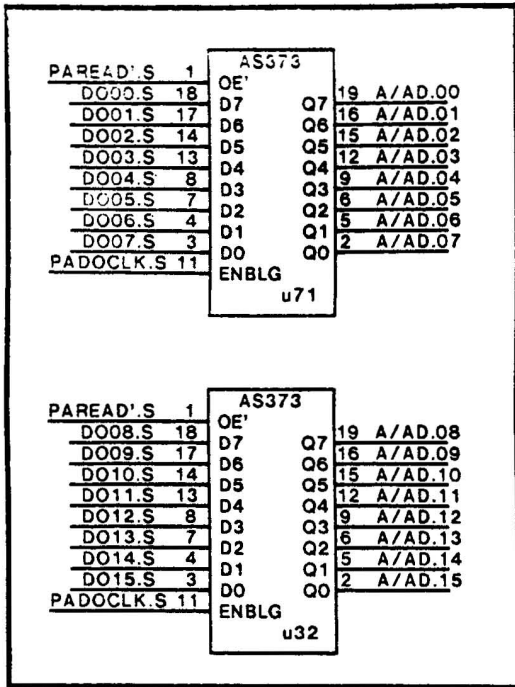 AS373
PAREAD'.S 1 OE'
DO00.S 18 D7 Q7 19 A/AD.00
DO01.S 17 D6 Q6 16 A/AD.01
DO02.S 14 D5 Q5 15 A/AD.02
DO03.S 13 D4 Q4 12 A/AD.03
DO04.S 8 D3 Q3 9 A/AD.04
DO05.S 7 D2 Q2 6 A/AD.05
DO06.S 4 D1 Q1 5 A/AD.06
DO07.S 3 D0 Q0 2 A/AD.07
PADOCLK.S 11 ENBLG
u71
AS373
PAREAD'.S 1 OE'
DO08.S 18 D7 Q7 19 A/AD.08
DO09.S 17 D6 Q6 16 A/AD.09
DO10.S 14 D5 Q5 15 A/AD.10
DO11.S 13 D4 Q4 12 A/AD.11
DO12.S 8 D3 Q3 9 A/AD.12
DO13.S 7 D2 Q2 6 A/AD.13
DO14.S 4 D1 Q1 5 A/AD.14
DO15.S 3 D0 Q0 2 A/AD.15
PADOCLK.S 11 ENBLG
u32